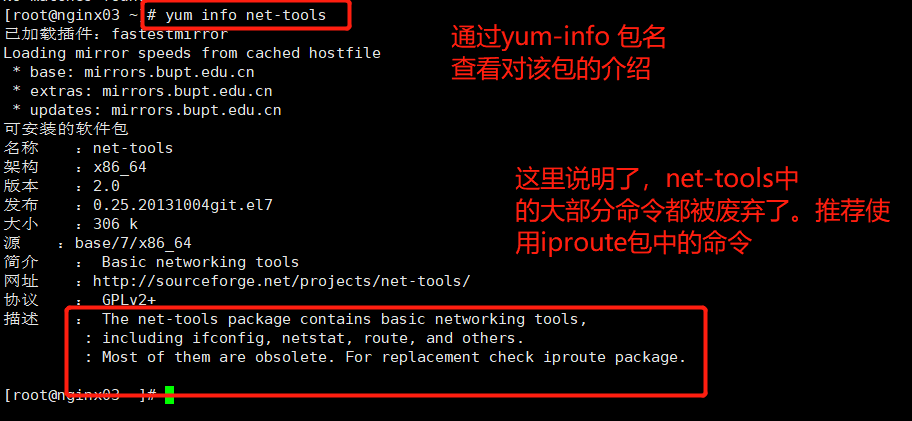 [root@nginx03 ~]# yum info net-tools
已加载插件：fastestmirror
Loading mirror speeds from cached hostfile
* base: mirrors.bupt.edu.cn
* extras: mirrors.bupt.edu.cn
* updates: mirrors.bupt.edu.cn
可安装的软件包
名称 ：net-tools
架构 ：x86_64
版本 ：2.0
发布 ：0.25.20131004git.el7
大小 ：306 k
源 ：base/7/x86_64
简介 ： Basic networking tools
网址 ：http://sourceforge.net/projects/net-tools/
协议 ： GPLv2+
描述 ： The net-tools package contains basic networking tools,
: including ifconfig, netstat, route, and others.
: Most of them are obsolete. For replacement check iproute package.
[root@nginx03 ~]#
通过yum-info 包名
查看对该包的介绍
这里说明了，net-tools中
的大部分命令都被废弃了。推荐使
用iproute包中的命令